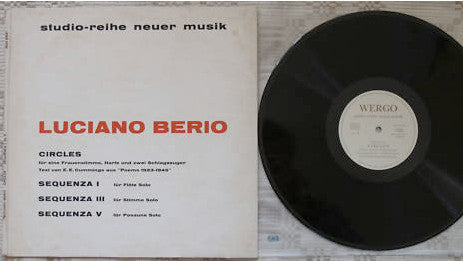 studio-reihe neuer musik
LUCIANO BERIO
CIRCLES
für eine Frauenstimme, Harfe und zwei Schlagzeuger
Text von E.E. Cummings aus "Poems 1923-1945"
SEQUENZA I für Flöte Solo
SEQUENZA III für Stimme Solo
SEQUENZA V für Posaune Solo
WERGO